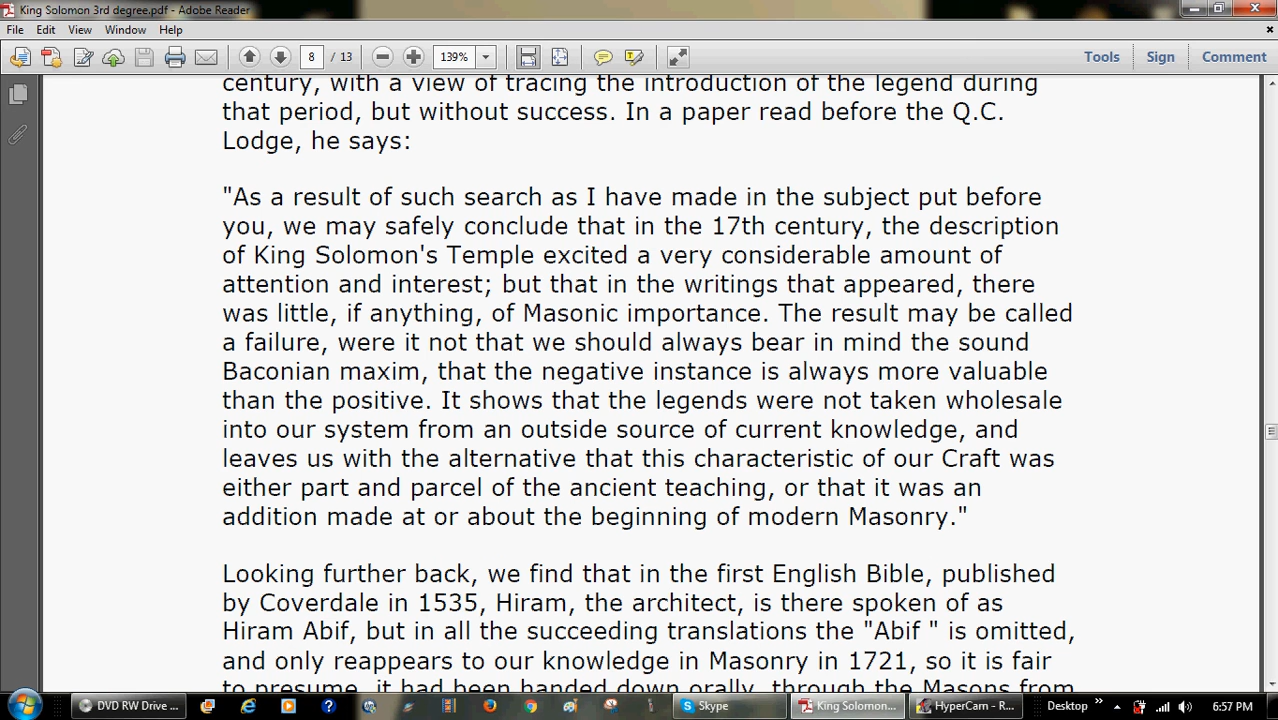 King Solomon 3rd degree.pdf - Adobe Reader
File Edit View Window Help
8 / 13 139% Tools Sign Comment
century, with a view of tracing the introduction of the legend during
that period, but without success. In a paper read before the Q.C.
Lodge, he says:
"As a result of such search as I have made in the subject put before
you, we may safely conclude that in the 17th century, the description
of King Solomon's Temple excited a very considerable amount of
attention and interest; but that in the writings that appeared, there
was little, if anything, of Masonic importance. The result may be called
a failure, were it not that we should always bear in mind the sound
Baconian maxim, that the negative instance is always more valuable
than the positive. It shows that the legends were not taken wholesale
into our system from an outside source of current knowledge, and
leaves us with the alternative that this characteristic of our Craft was
either part and parcel of the ancient teaching, or that it was an
addition made at or about the beginning of modern Masonry."
Looking further back, we find that in the first English Bible, published
by Coverdale in 1535, Hiram, the architect, is there spoken of as
Hiram Abif, but in all the succeeding translations the "Abif " is omitted,
and only reappears to our knowledge in Masonry in 1721, so it is fair
to presume, it had been handed down orally, through the Masons from
DVD RW Drive ... Skype King Solomon... HyperCam - R... Desktop 6:57 PM